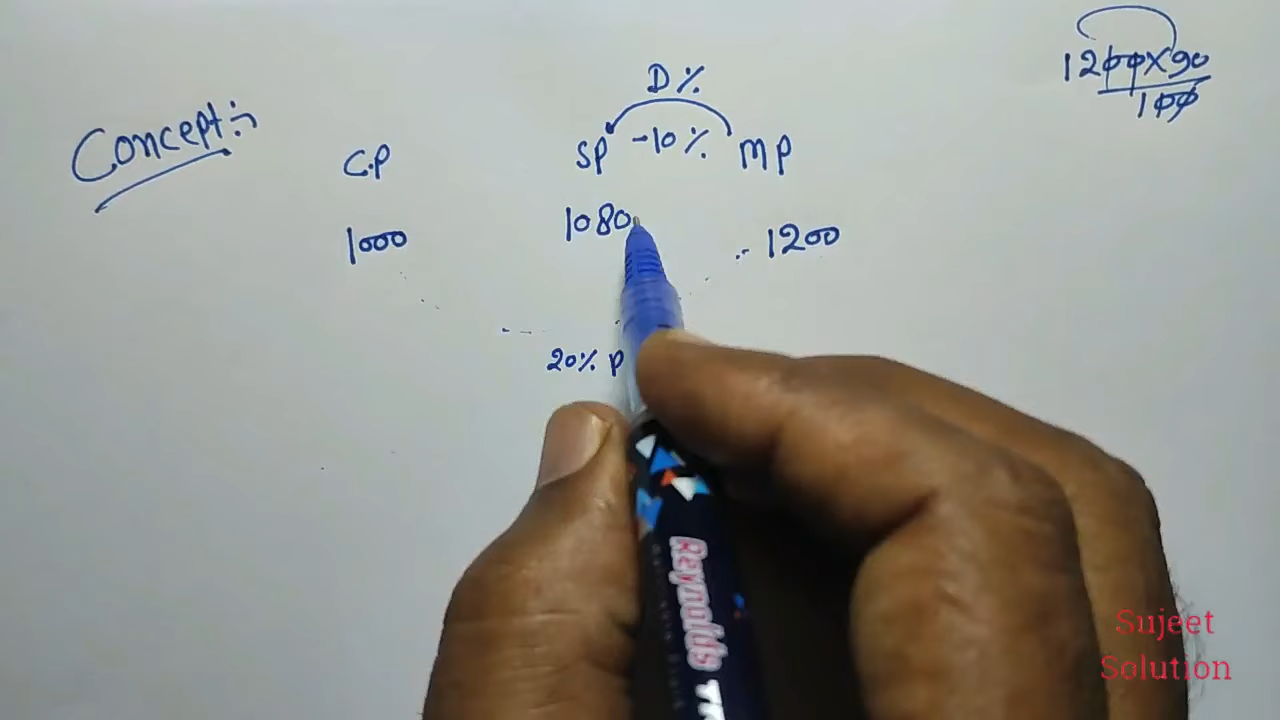 1200×90
100
D%
Concept:-
C.P
SP -10% MP
1000
1080
1200
20% P
Reynolds
Sujeet
Solution